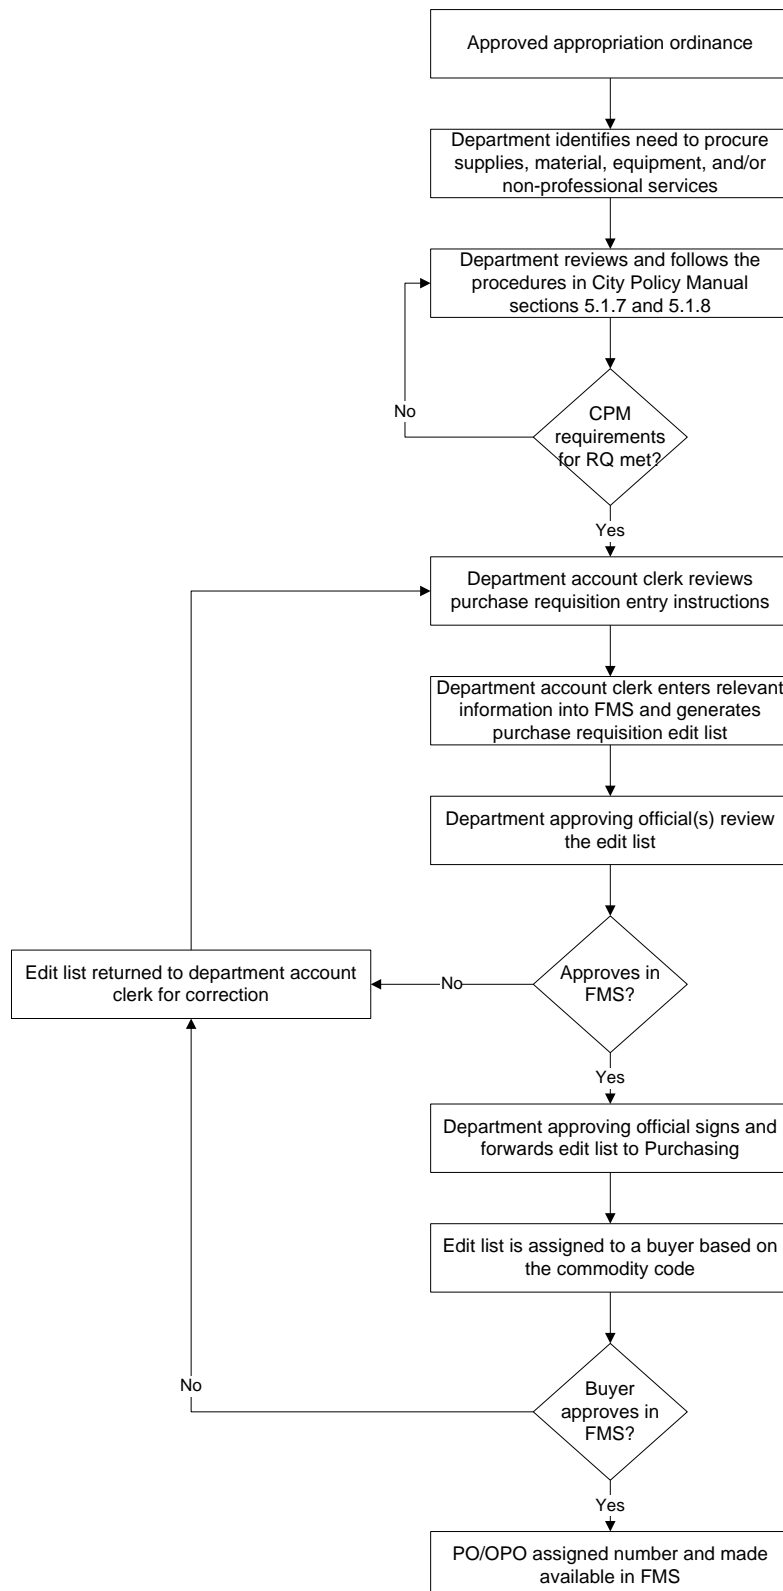 Approved appropriation ordinance
Department identifies need to procure
supplies, material, equipment, and/or
non-professional services
Department reviews and follows the
procedures in City Policy Manual
sections 5.1.7 and 5.1.8
No
CPM
requirements
for RQ met?
Yes
Department account clerk reviews
purchase requisition entry instructions
Department account clerk enters relevant
information into FMS and generates
purchase requisition edit list
Department approving official(s) review
the edit list
Edit list returned to department account
clerk for correction
No
Approves in
FMS?
Yes
Department approving official signs and
forwards edit list to Purchasing
Edit list is assigned to a buyer based on
the commodity code
No
Buyer
approves in
FMS?
Yes
PO/OPO assigned number and made
available in FMS